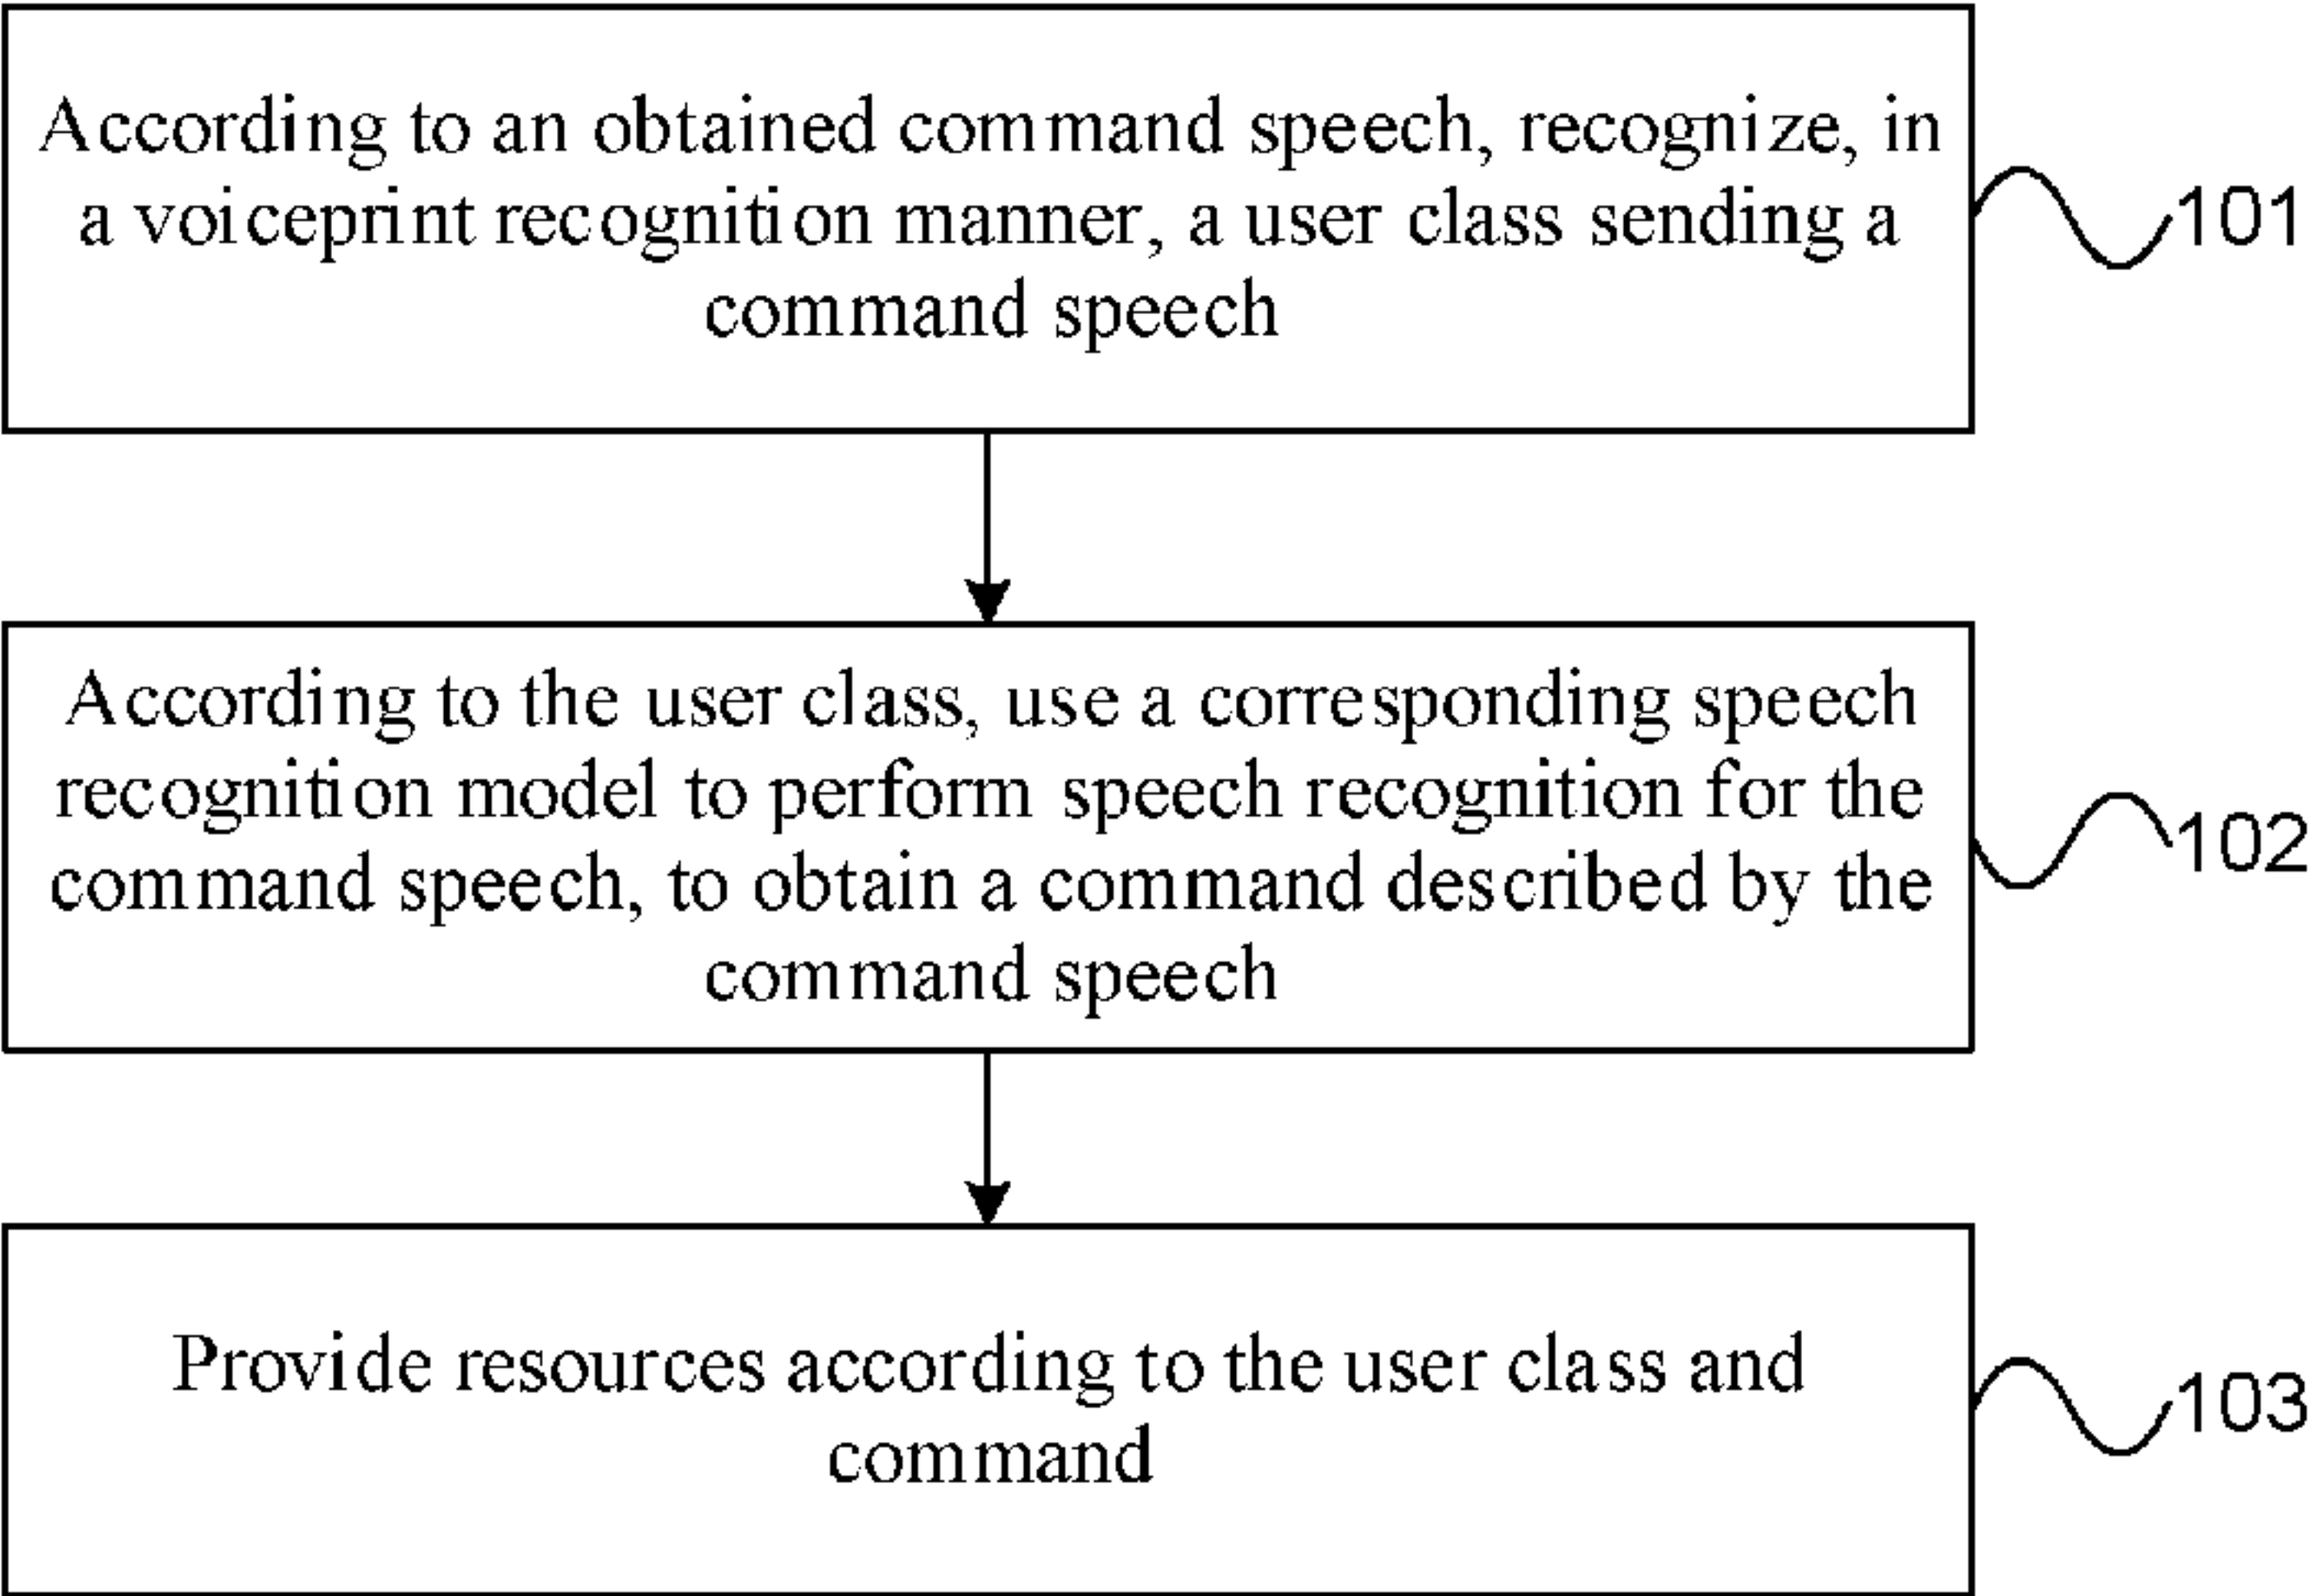 According to an obtained command speech, recognize, in
a voiceprint recognition manner, a user class sending a
command speech
101
According to the user class, use a corresponding speech
recognition model to perform speech recognition for the
command speech, to obtain a command described by the
command speech
102
Provide resources according to the user class and
command
103